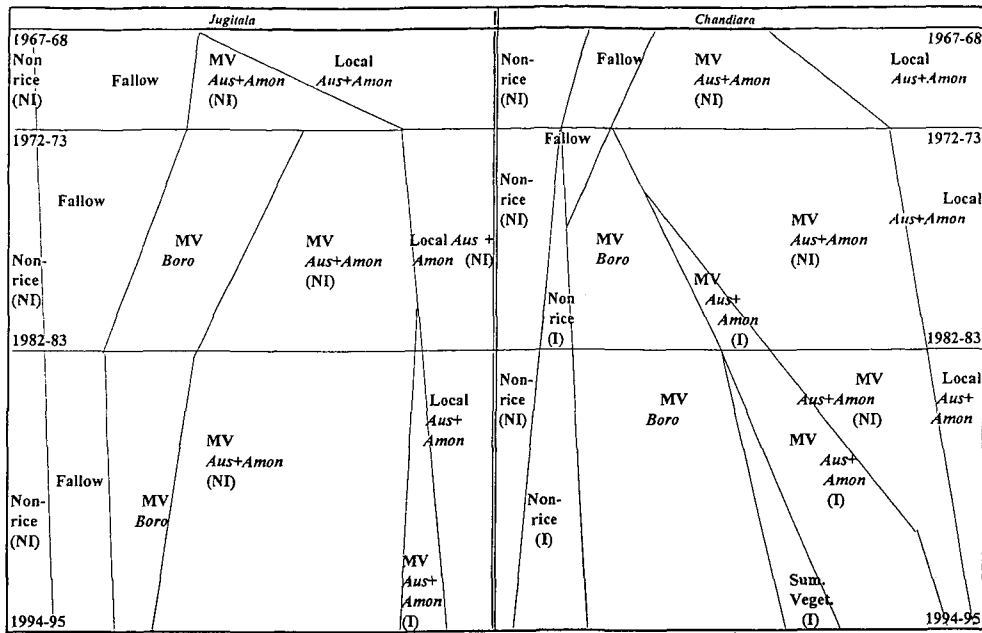 Jugitala
Chandiara
1967-68
Non
rice
(NI)
Fallow
MV
Aus+Amon
(NI)
Local
Aus+Amon
Non-
rice
(NI)
Fallow
MV
Aus+Amon
(NI)
1967-68
Local
Aus+Amon
1972-73
Fallow
Non-
rice
(NI)
MV
Boro
MV
Aus+Amon
(NI)
Local Aus +
Amon (NI)
1982-83
Fallow
Non-
rice
(NI)
MV
Boro
Non
rice
(I)
MV
Aus+
Amon
(I)
MV
Aus+Amon
(NI)
1972-73
Local
Aus+Amon
1982-83
Non-
rice
(NI)
Fallow
MV
Boro
MV
Aus+Amon
(NI)
Local
Aus+
Amon
MV
Aus+
Amon
(I)
1994-95
Non-
rice
(NI)
Non-
rice
(I)
MV
Boro
Sum.
Veget.
(I)
MV
Aus+Amon
(NI)
MV
Aus+
Amon
(I)
Local
Aus+
Amon
1994-95